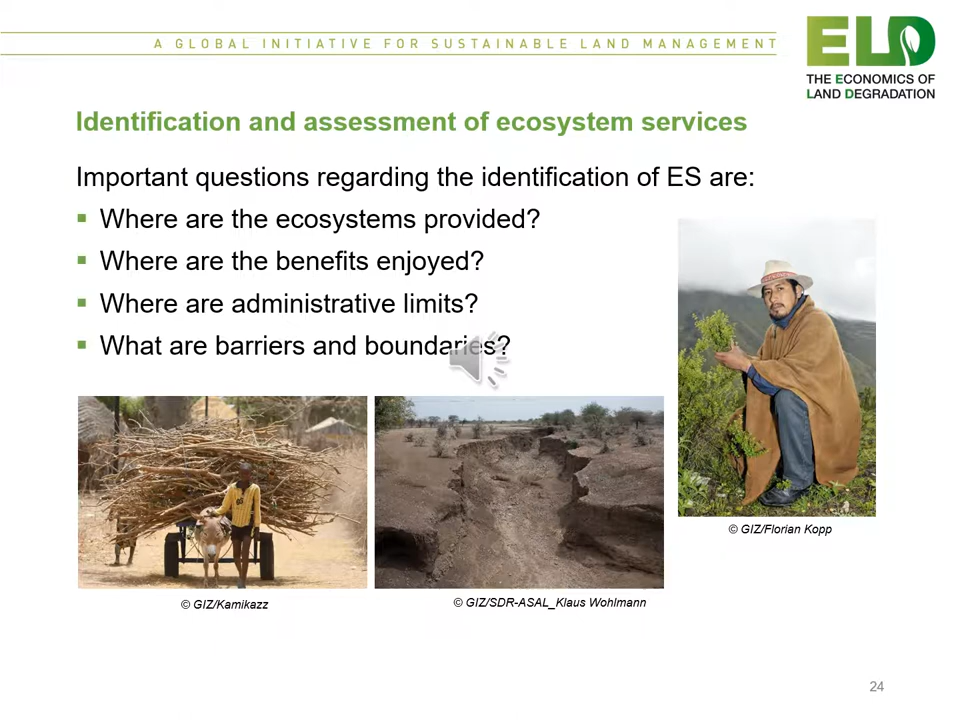 A GLOBAL INITIATIVE FOR SUSTAINABLE LAND MANAGEMENT
ELD
THE ECONOMICS OF
LAND DEGRADATION
Identification and assessment of ecosystem services
Important questions regarding the identification of ES are:
Where are the ecosystems provided?
Where are the benefits enjoyed?
Where are administrative limits?
What are barriers and boundaries?
© GIZ/Florian Kopp
© GIZ/Kamikazz
© GIZ/SDR-ASAL_Klaus Wohlmann
24